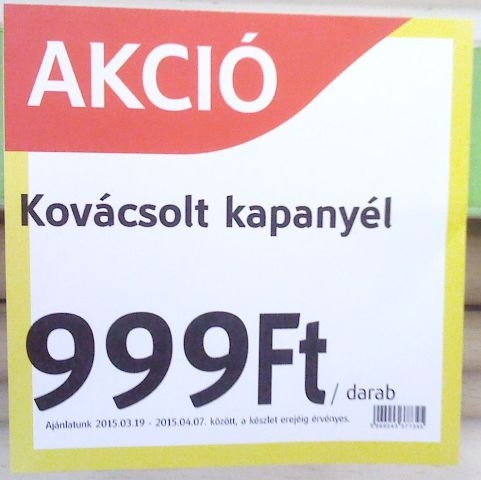 AKCIÓ
Kovácsolt kapanyél
999Ft / darab
Ajánlatunk 2015.03.19 - 2015.04.07. között, a készlet erejéig érvényes.